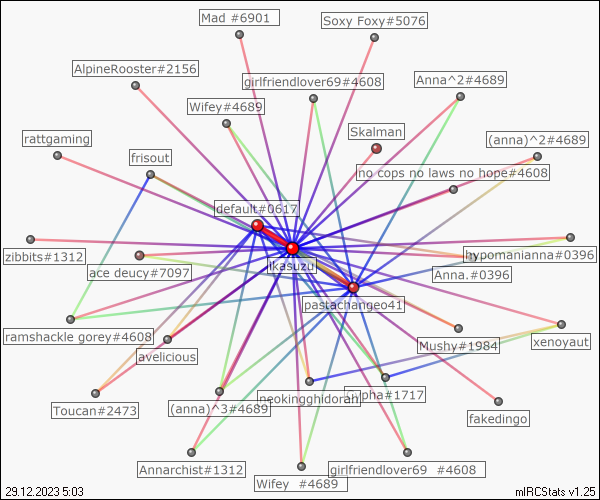 Mad #6901
Soxy Foxy#5076
AlpineRooster#2156
girlfriendlover69#4608
Anna^2#4689
Wifey#4689
Skalman
rattgaming
(anna)^2#4689
frisout
no cops no laws no hope#4608
default#0617
zibbits#1312
ikasuzu
hypomanianna#0396
ace deucy#7097
Anna.#0396
pastachangeo41
ramshackle gorey#4608
Mushy#1984
xenoyaut
avelicious
neokingghidorah
cypha#1717
Toucan#2473
(anna)^3#4689
fakedingo
Annarchist#1312
girlfriendlover69 #4608
Wifey #4689
29.12.2023 5:03
mIRCStats v1.25